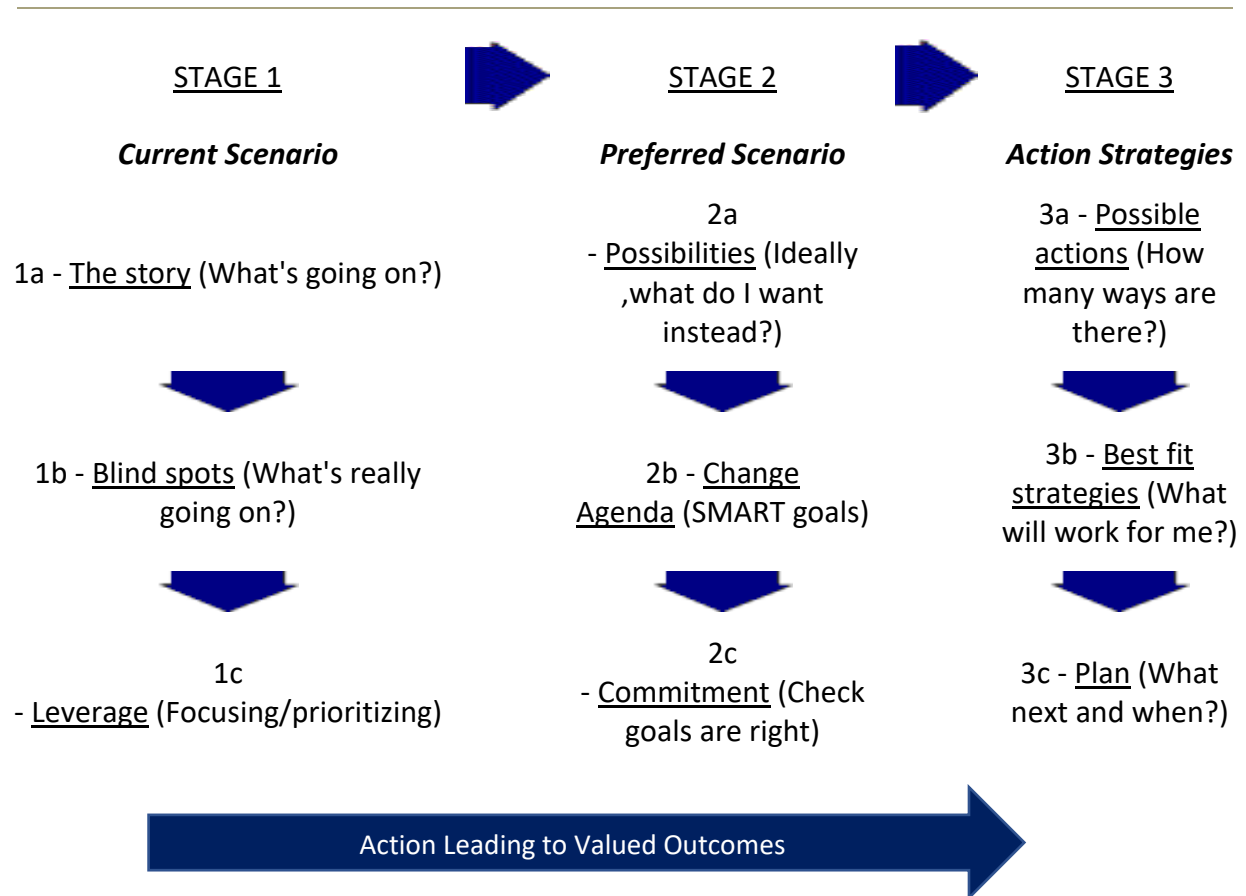 STAGE 1
STAGE 2
STAGE 3
Current Scenario
Preferred Scenario
Action Strategies
1a - The story (What's going on?)
2a
- Possibilities (Ideally
,what do I want
instead?)
3a - Possible
actions (How
many ways are
there?)
1b - Blind spots (What's really
going on?)
2b - Change
Agenda (SMART goals)
3b - Best fit
strategies (What
will work for me?)
1c
- Leverage (Focusing/prioritizing)
2c
- Commitment (Check
goals are right)
3c - Plan (What
next and when?)
Action Leading to Valued Outcomes